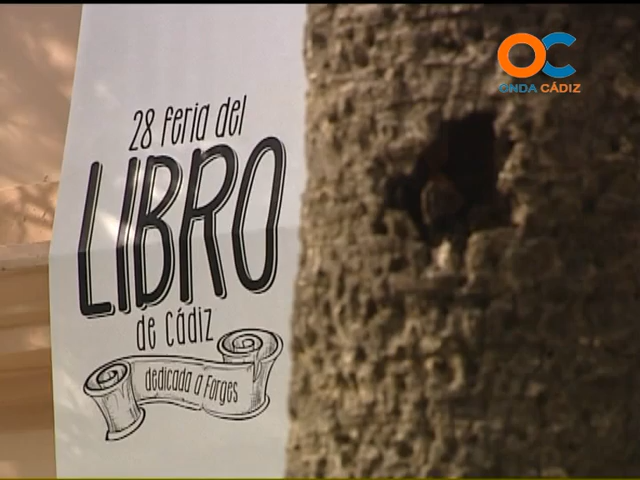 OC
ONDA CÁDIZ
28 feria del
LIBRO
de Cádiz
dedicada a Forges